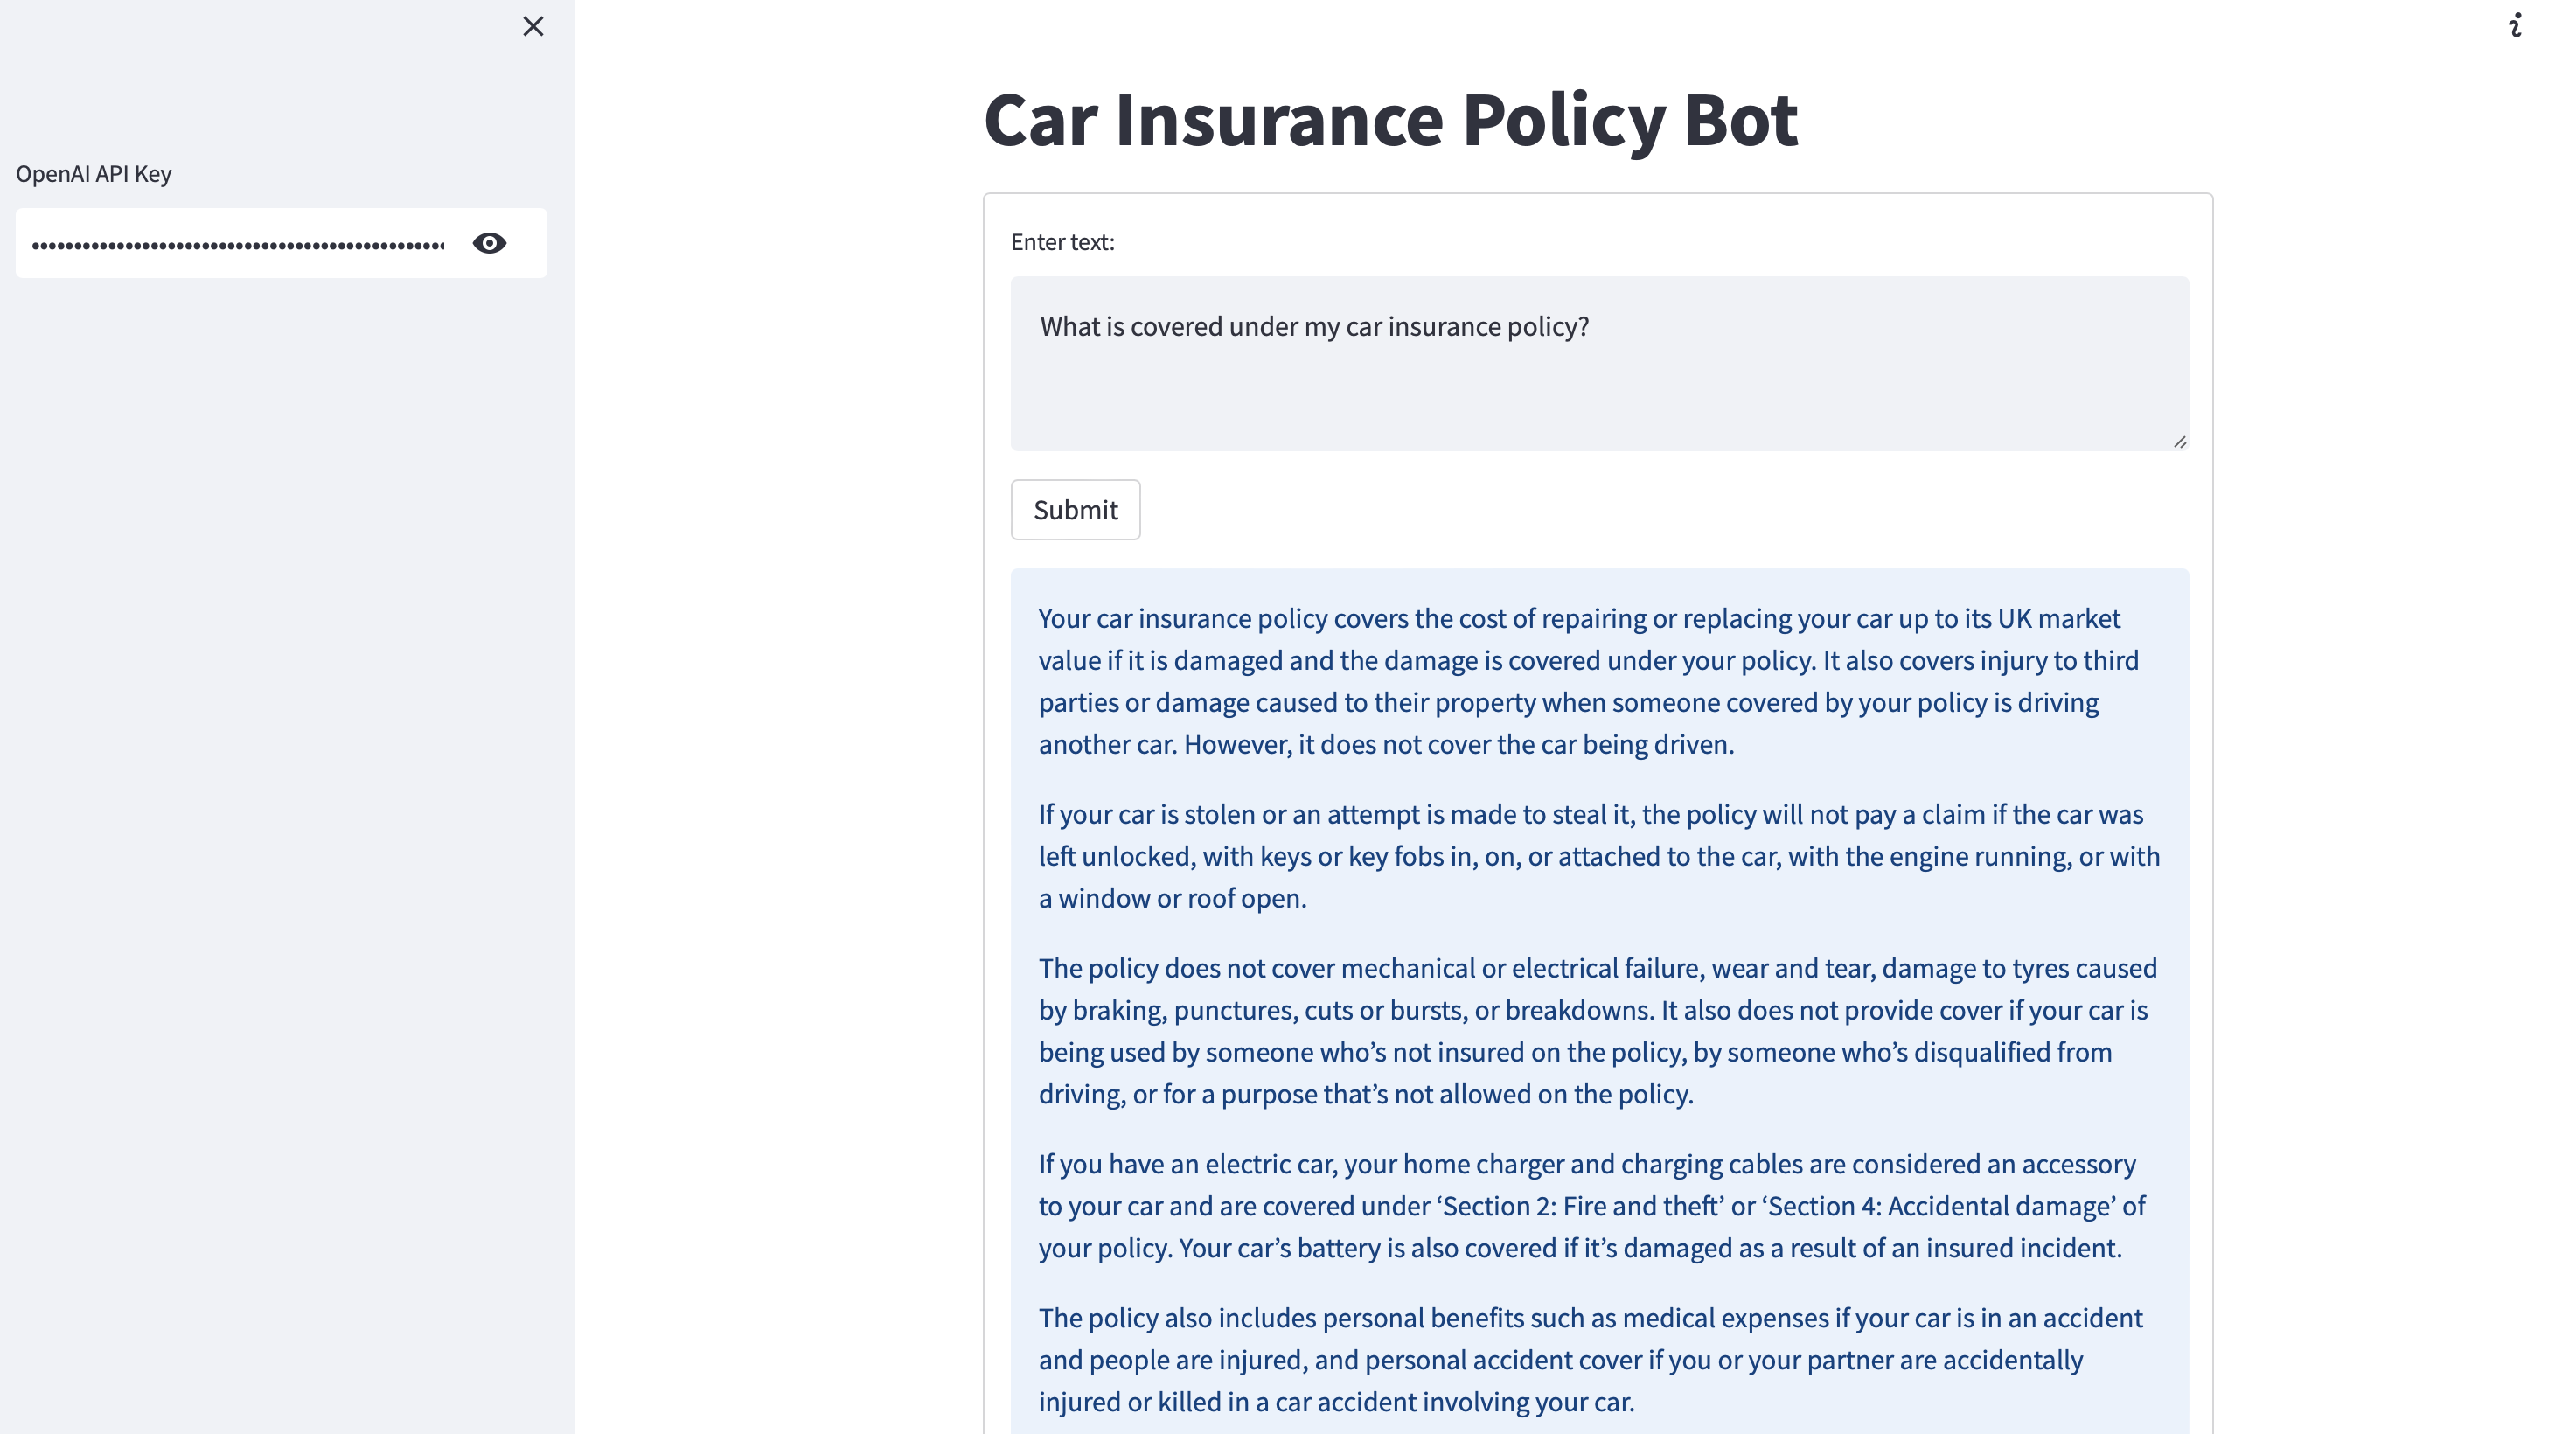 OpenAI API Key
Car Insurance Policy Bot
Enter text:
What is covered under my car insurance policy?
Submit
Your car insurance policy covers the cost of repairing or replacing your car up to its UK market
value if it is damaged and the damage is covered under your policy. It also covers injury to third
parties or damage caused to their property when someone covered by your policy is driving
another car. However, it does not cover the car being driven.
If your car is stolen or an attempt is made to steal it, the policy will not pay a claim if the car was
left unlocked, with keys or key fobs in, on, or attached to the car, with the engine running, or with
a window or roof open.
The policy does not cover mechanical or electrical failure, wear and tear, damage to tyres caused
by braking, punctures, cuts or bursts, or breakdowns. It also does not provide cover if your car is
being used by someone who’s not insured on the policy, by someone who’s disqualified from
driving, or for a purpose that’s not allowed on the policy.
If you have an electric car, your home charger and charging cables are considered an accessory
to your car and are covered under ‘Section 2: Fire and theft’ or ‘Section 4: Accidental damage’ of
your policy. Your car’s battery is also covered if it’s damaged as a result of an insured incident.
The policy also includes personal benefits such as medical expenses if your car is in an accident
and people are injured, and personal accident cover if you or your partner are accidentally
injured or killed in a car accident involving your car.